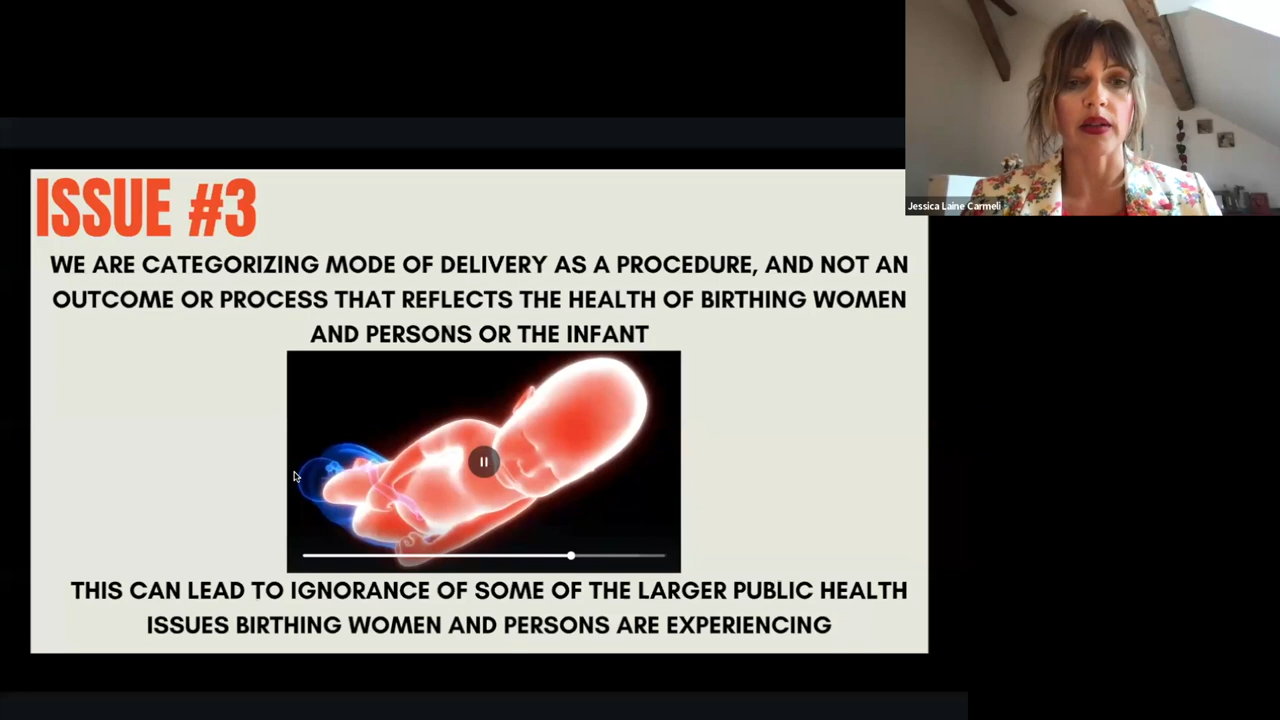 Jessica Laine Carmeli
ISSUE #3
WE ARE CATEGORIZING MODE OF DELIVERY AS A PROCEDURE, AND NOT AN
OUTCOME OR PROCESS THAT REFLECTS THE HEALTH OF BIRTHING WOMEN
AND PERSONS OR THE INFANT
THIS CAN LEAD TO IGNORANCE OF SOME OF THE LARGER PUBLIC HEALTH
ISSUES BIRTHING WOMEN AND PERSONS ARE EXPERIENCING